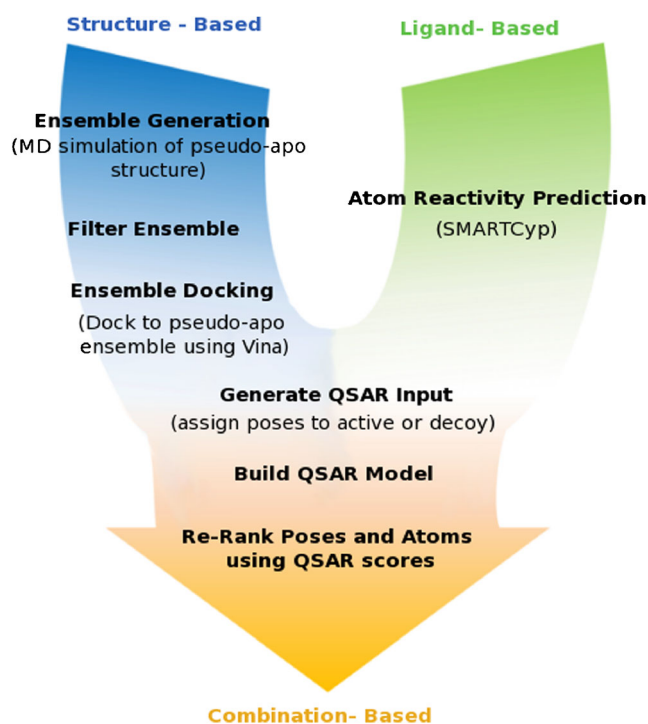 Structure - Based
Ligand- Based
Ensemble Generation
(MD simulation of pseudo-apo
structure)
Atom Reactivity Prediction
(SMARTCyp)
Filter Ensemble
Ensemble Docking
(Dock to pseudo-apo
ensemble using Vina)
Generate QSAR Input
(assign poses to active or decoy)
Build QSAR Model
Re-Rank Poses and Atoms
using QSAR scores
Combination- Based